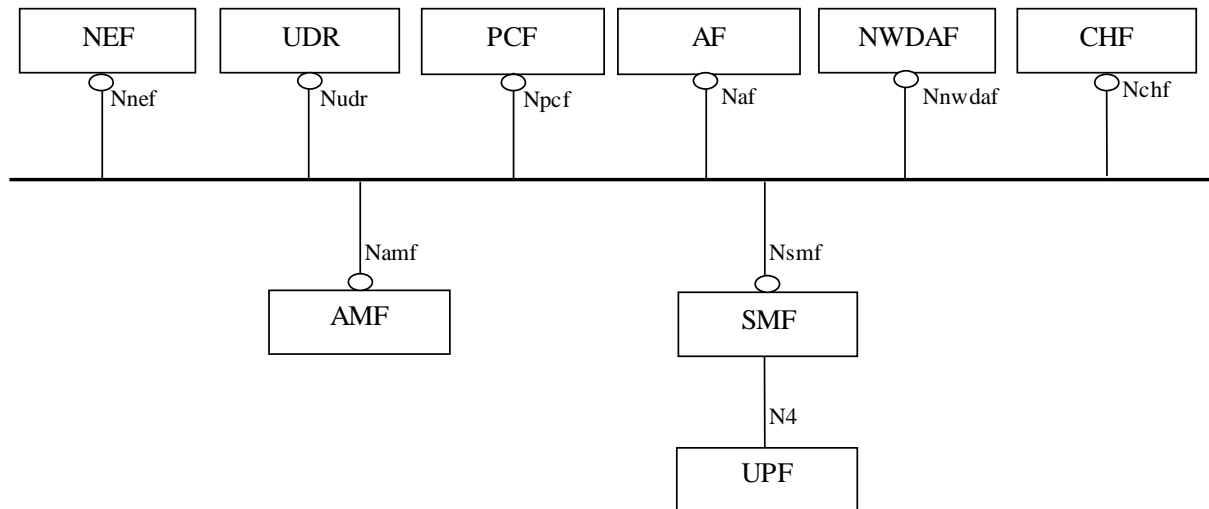 NEF UDR PCF AF NWDAF CHF
Nnef Nudr Npcf Naf Nnwdaf Nchf
Namf Nsmf
AMF SMF
N4
UPF